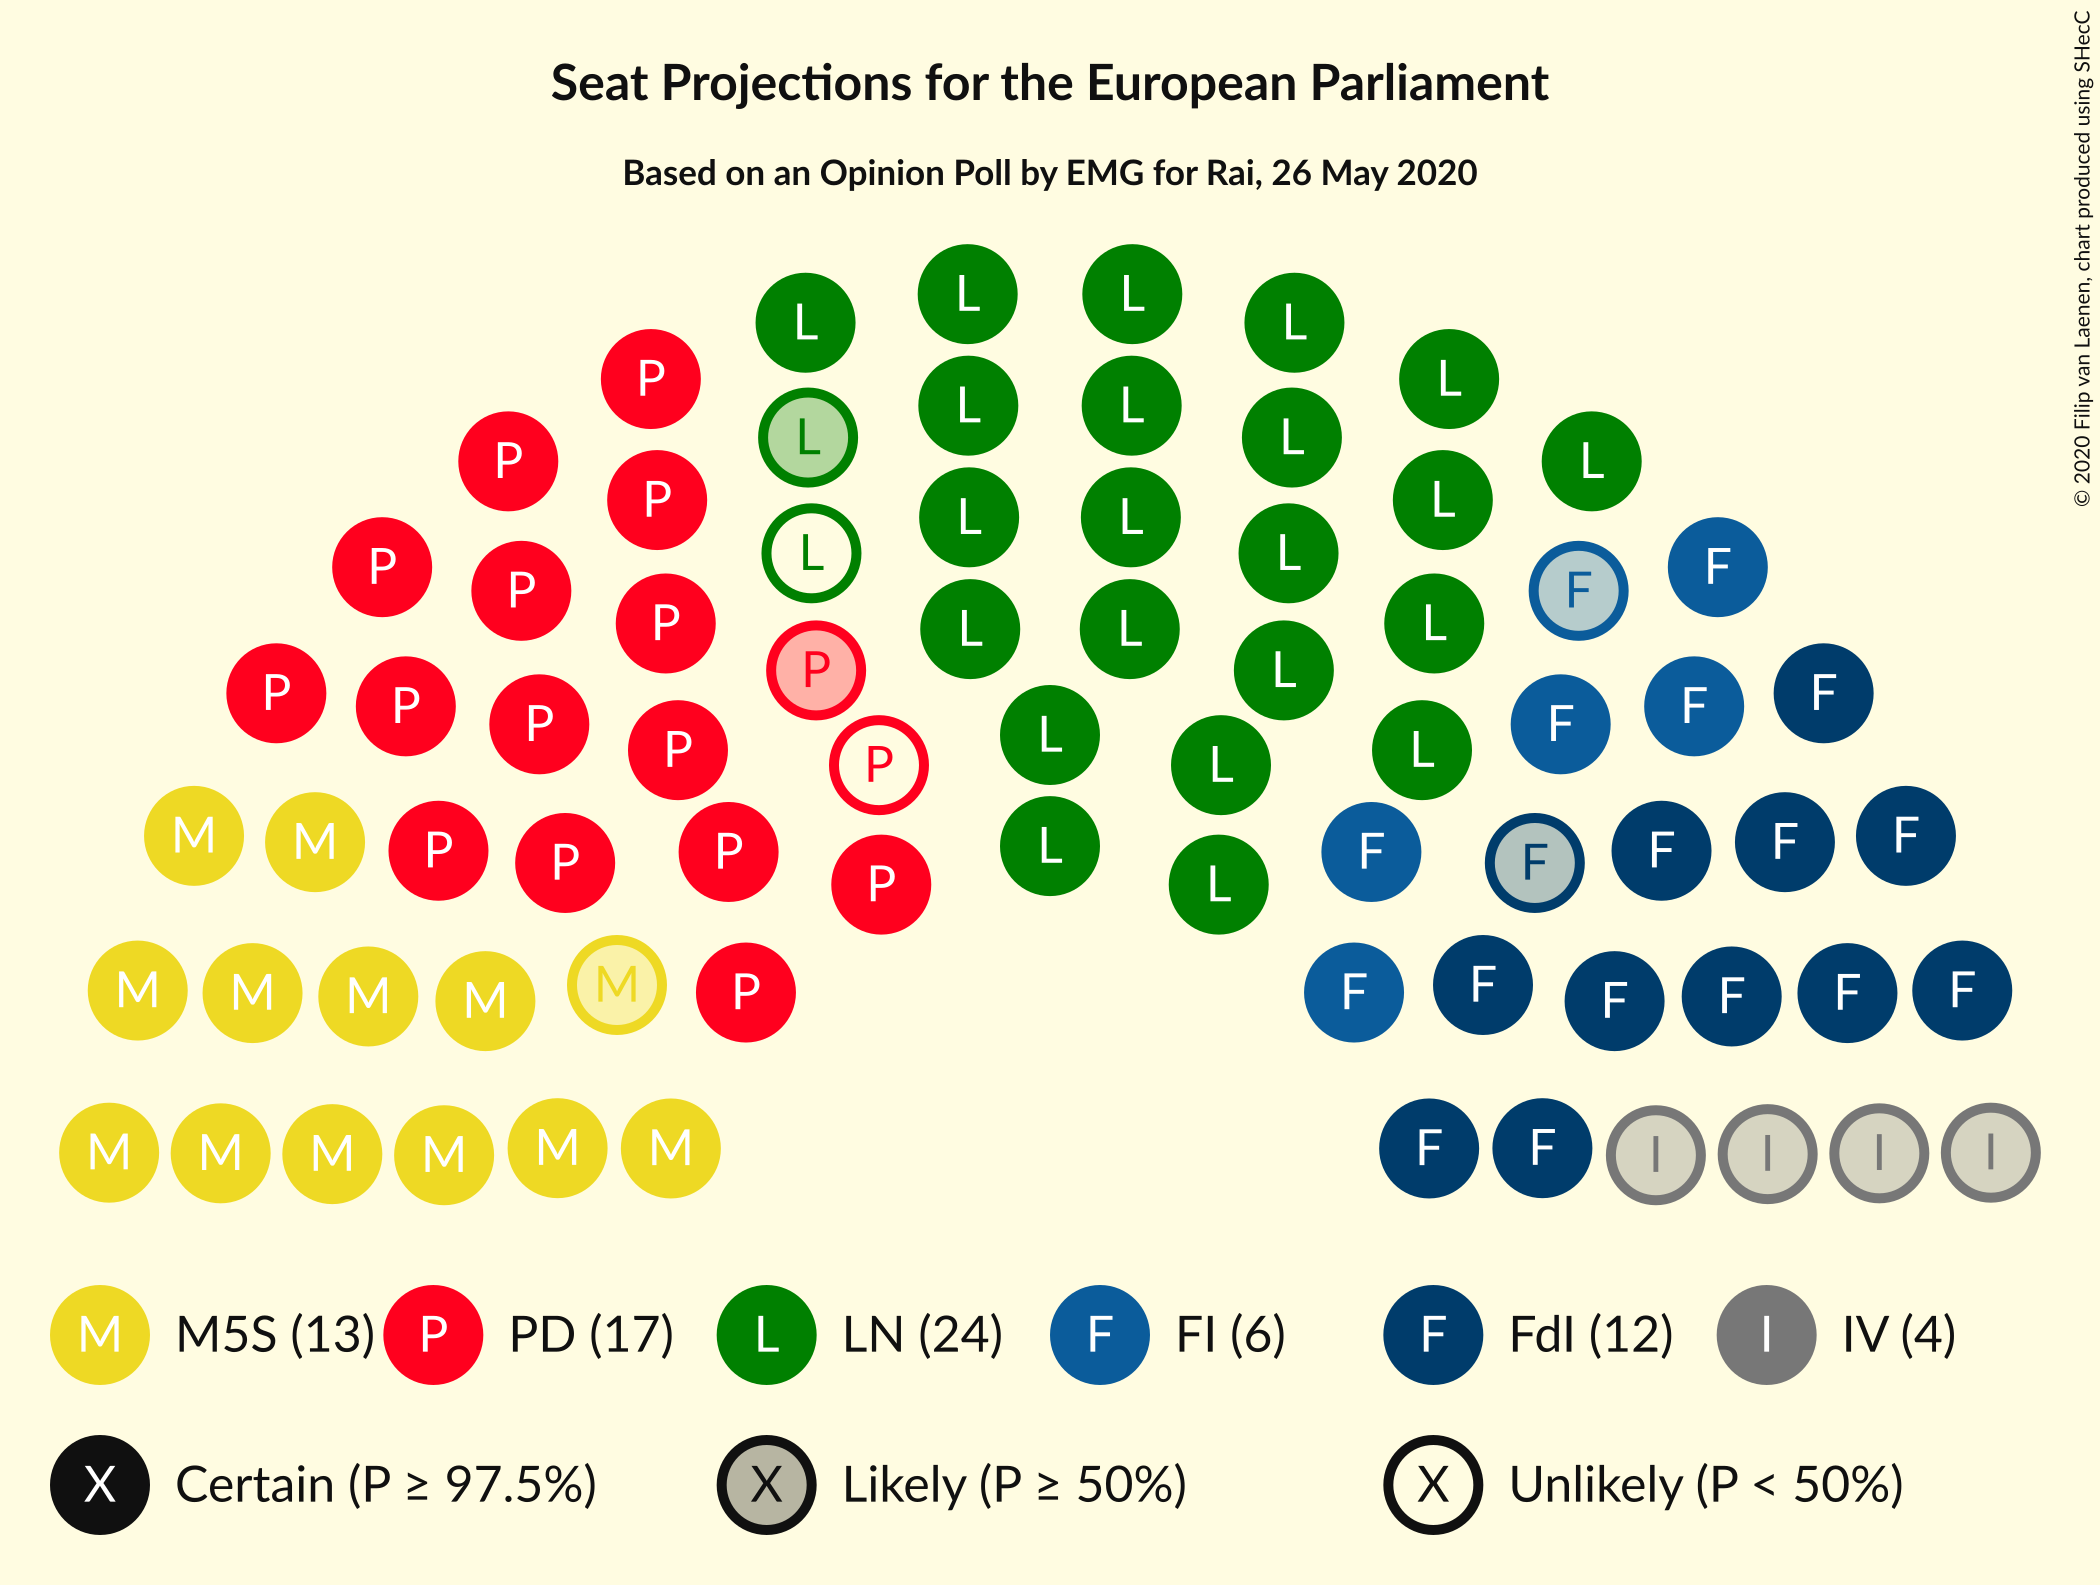 Seat Projections for the European Parliament
Based on an Opinion Poll by EMG for Rai, 26 May 2020
© 2020 Filip van Laenen, chart produced using SHecC
L L
L L
P L
L L
L L
P L
P P L L
L L
P F
L L
P F
P L
P L
L L
P L
P F
P F
P F
P L
L
P L
M F
M F
L
P F
P F
P F
P L
M F
M F
M F
M F
M F
P F
M M M M M M F F I I I I
M M5S (13) P PD (17) L LN (24) F FI (6) F FdI (12) I IV (4)
X Certain (P ≥ 97.5%) X Likely (P ≥ 50%) X Unlikely (P < 50%)